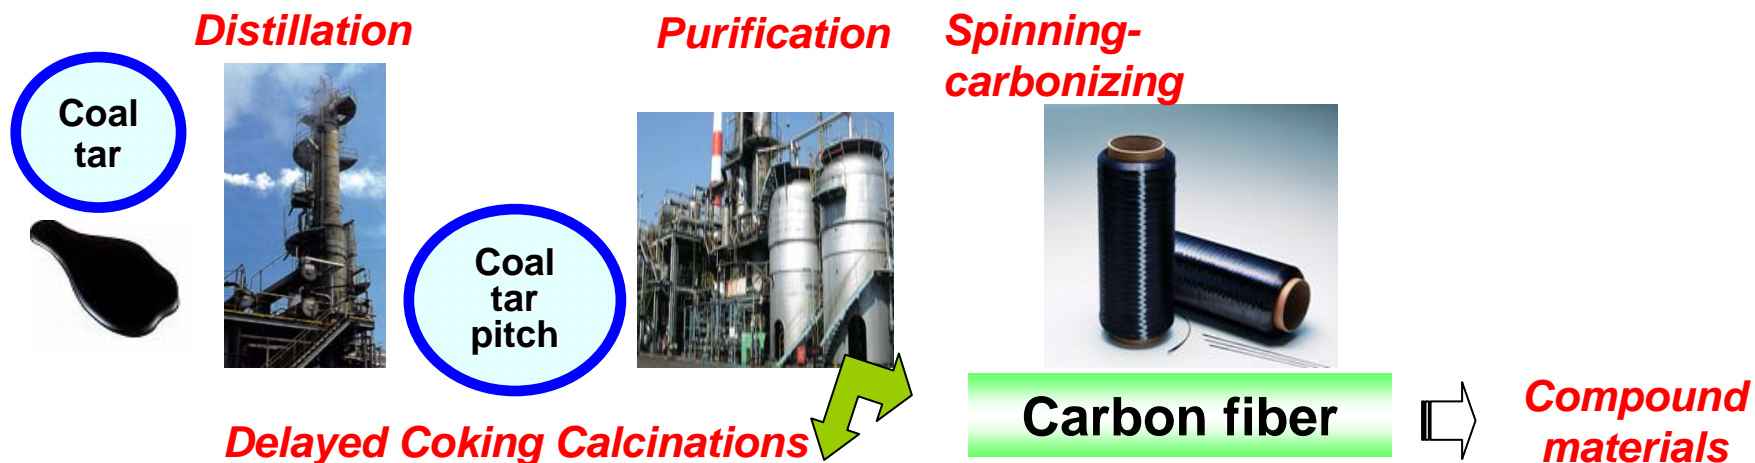 Distillation
Purification
Spinning-
carbonizing
Coal
tar
Coal
tar
pitch
Carbon fiber
Compound
materials
Delayed Coking Calcinations